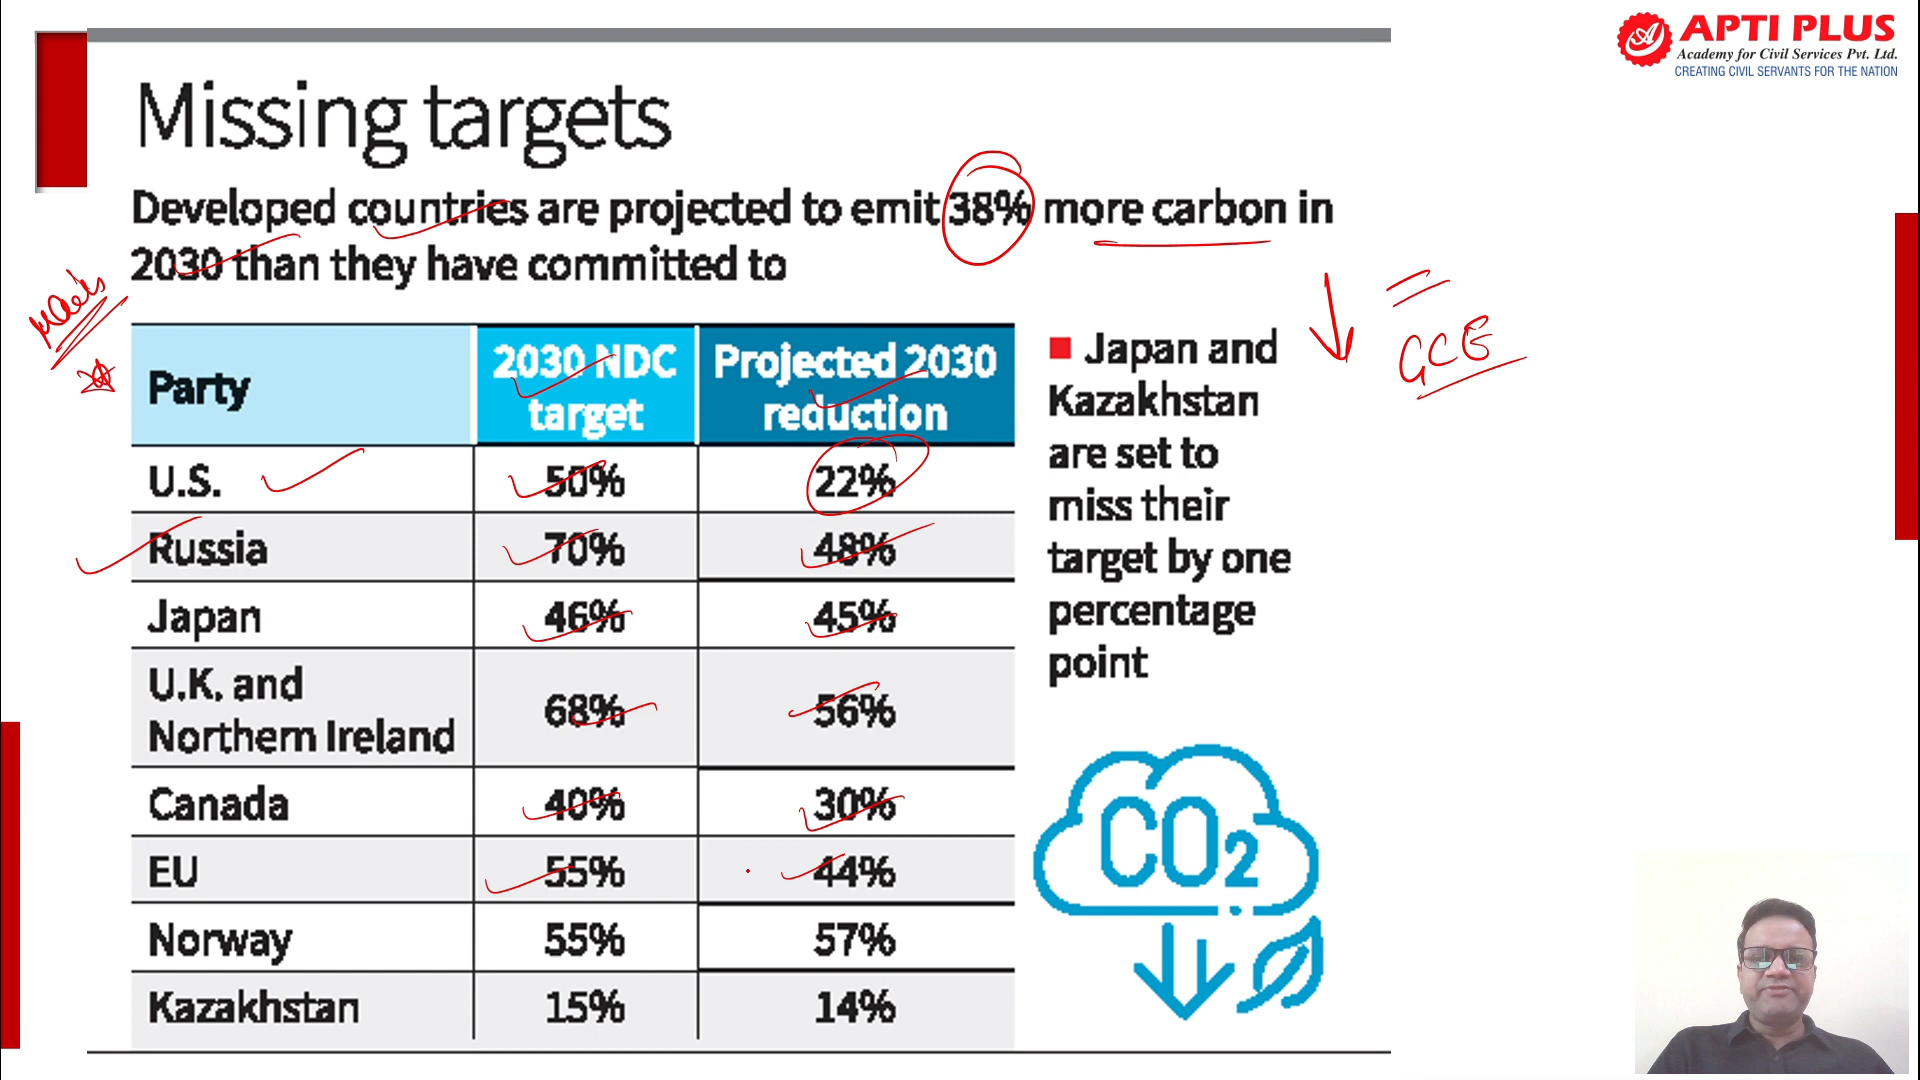 APTI PLUS
Academy for Civil Services Pvt. Ltd.
CREATING CIVIL SERVANTS FOR THE NATION
Missing targets
Developed countries are projected to emit 38% more carbon in
2030 than they have committed to
Party 2030 NDC target Projected 2030 reduction
U.S. 50% 22%
Russia 70% 48%
Japan 46% 45%
U.K. and Northern Ireland 68% 56%
Canada 40% 30%
EU 55% 44%
Norway 55% 57%
Kazakhstan 15% 14%
Japan and
Kazakhstan
are set to
miss their
target by one
percentage
point
CO2